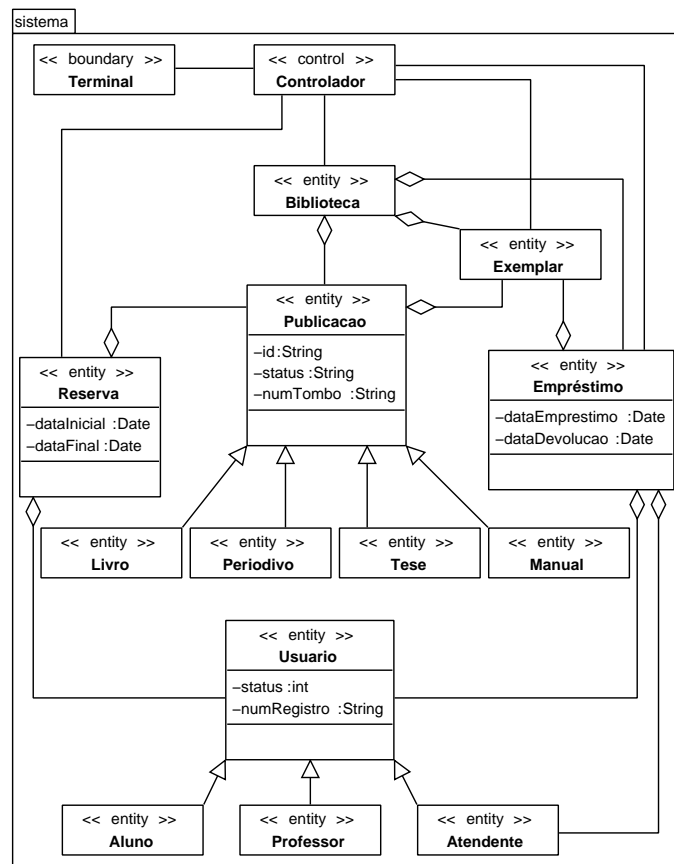 sistema
<< boundary >>
Terminal
<< control >>
Controlador
<< entity >>
Biblioteca
<< entity >>
Exemplar
<< entity >>
Publicacao
–id:String
–status :String
–numTombo :String
<< entity >>
Reserva
–dataInicial :Date
–dataFinal :Date
<< entity >>
Empréstimo
–dataEmprestimo :Date
–dataDevolucao :Date
<< entity >>
Livro
<< entity >>
Periodivo
<< entity >>
Tese
<< entity >>
Manual
<< entity >>
Usuario
–status :int
–numRegistro :String
<< entity >>
Aluno
<< entity >>
Professor
<< entity >>
Atendente